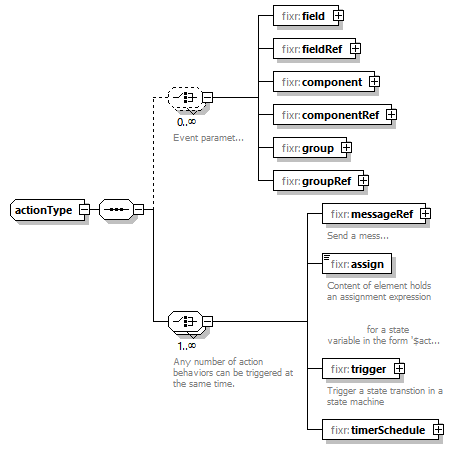 fixr:field
fixr:fieldRef
fixr:component
0..∞
Event paramet...
fixr:componentRef
fixr:group
fixr:groupRef
actionType
fixr:messageRef
Send a mess...
fixr:assign
Content of element holds
an assignment expression
for a state
variable in the form '$act...
1..∞
Any number of action
behaviors can be triggered at
the same time.
fixr:trigger
Trigger a state transtion in a
state machine
fixr:timerSchedule